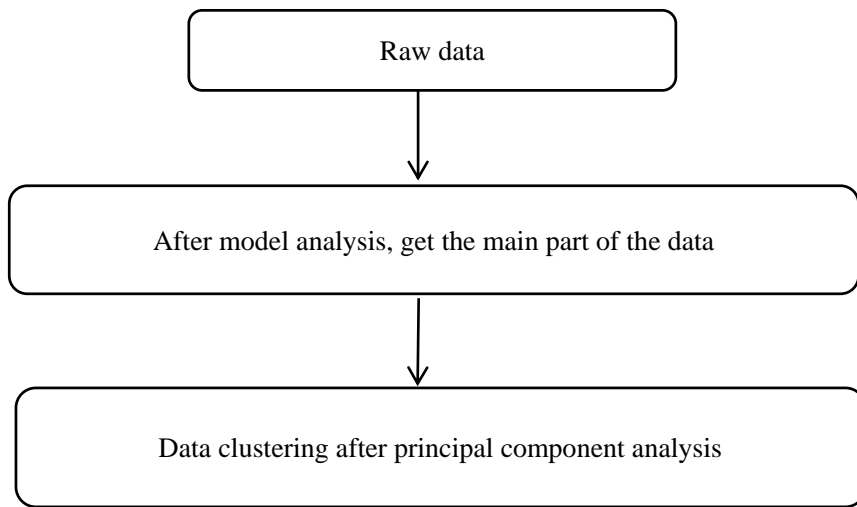 Raw data
After model analysis, get the main part of the data
Data clustering after principal component analysis